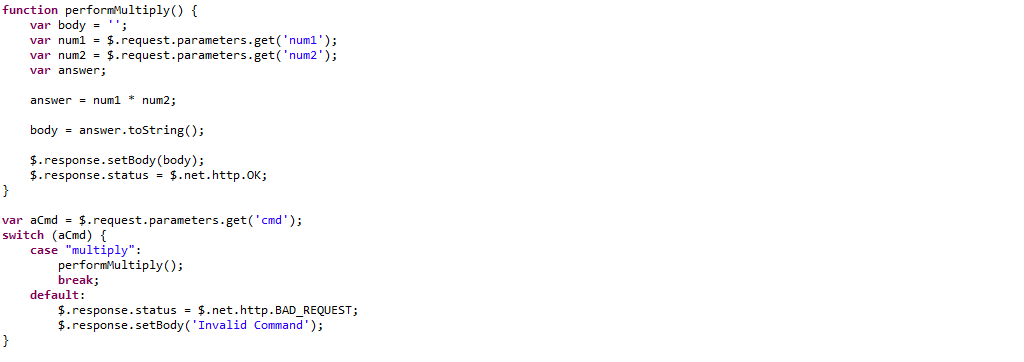 function performMultiply() {
    var body = '';
    var num1 = $.request.parameters.get('num1');
    var num2 = $.request.parameters.get('num2');
    var answer;

    answer = num1 * num2;

    body = answer.toString();

    $.response.setBody(body);
    $.response.status = $.net.http.OK;
}

var aCmd = $.request.parameters.get('cmd');
switch (aCmd) {
    case "multiply":
        performMultiply();
        break;
    default:
        $.response.status = $.net.http.BAD_REQUEST;
        $.response.setBody('Invalid Command');
}